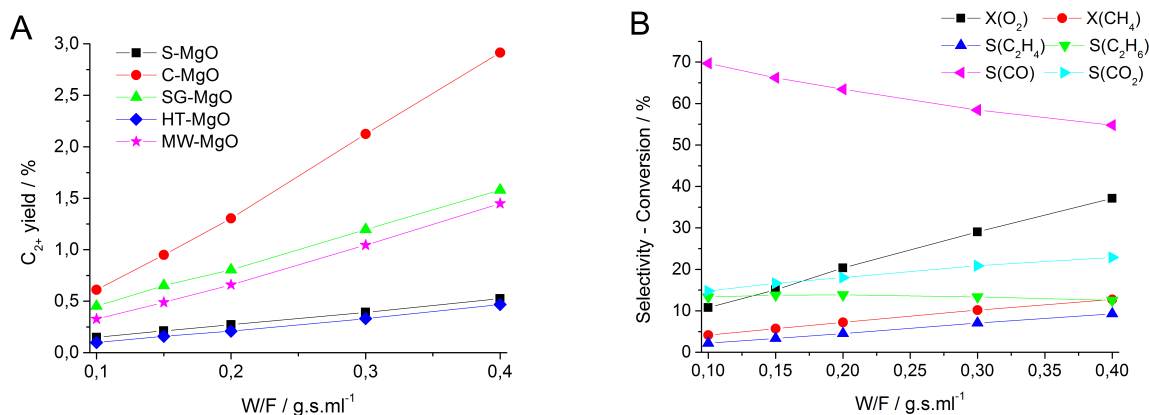 A
S-MgO
C-MgO
SG-MgO
HT-MgO
MW-MgO
3,0
2,5
2,0
1,5
1,0
0,5
0,0
C₂₊ yield / %
0,1 0,2 0,3 0,4
W/F / g.s.ml⁻¹
B
X(O₂) X(CH₄)
S(C₂H₄) S(C₂H₆)
S(CO) S(CO₂)
80
70
60
50
40
30
20
10
0
Selectivity - Conversion / %
0,10 0,15 0,20 0,25 0,30 0,35 0,40
W/F / g.s.ml⁻¹